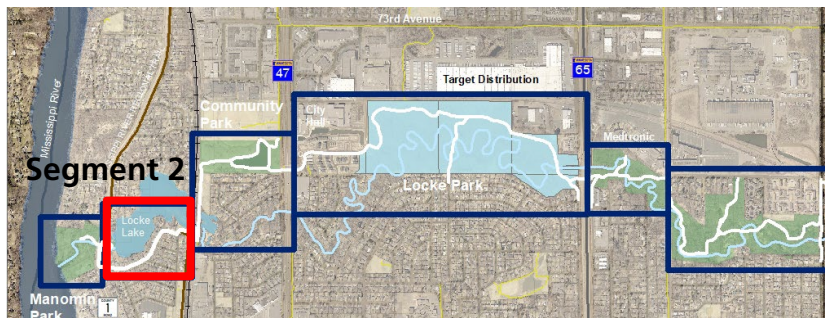 73rd Avenue
47
65
Target Distribution
Community
Park
City
Hall
Mississippi River
Medtronic
Segment 2
Locke Park
Locke
Lake
Manomin
Park
COUNTY
1